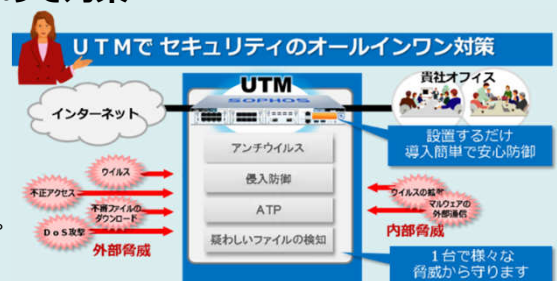 UTMで セキュリティのオールインワン対策
UTM
SOPHOS
インターネット
貴社オフィス
設置するだけ
導入簡単で安心防御
アンチウイルス
侵入防御
ATP
疑わしいファイルの検知
ウイルス
不正アクセス
不審ファイルの
ダウンロード
DoS攻撃
外部脅威
ウイルスの拡散
マルウェアの
外部通信
内部脅威
1台で様々な
脅威から守ります